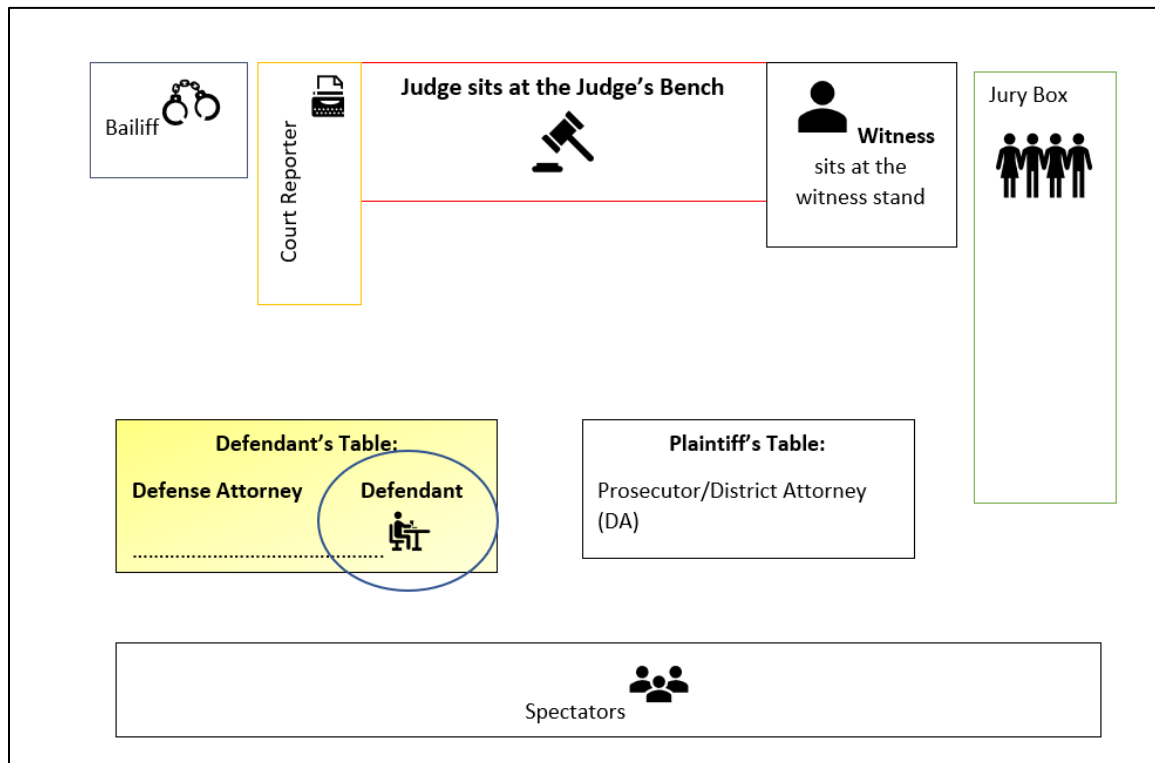 Bailiff
Court Reporter
Judge sits at the Judge’s Bench
Witness
sits at the
witness stand
Jury Box
Defendant’s Table:
Defense Attorney Defendant
................................................
Plaintiff’s Table:
Prosecutor/District Attorney
(DA)
Spectators